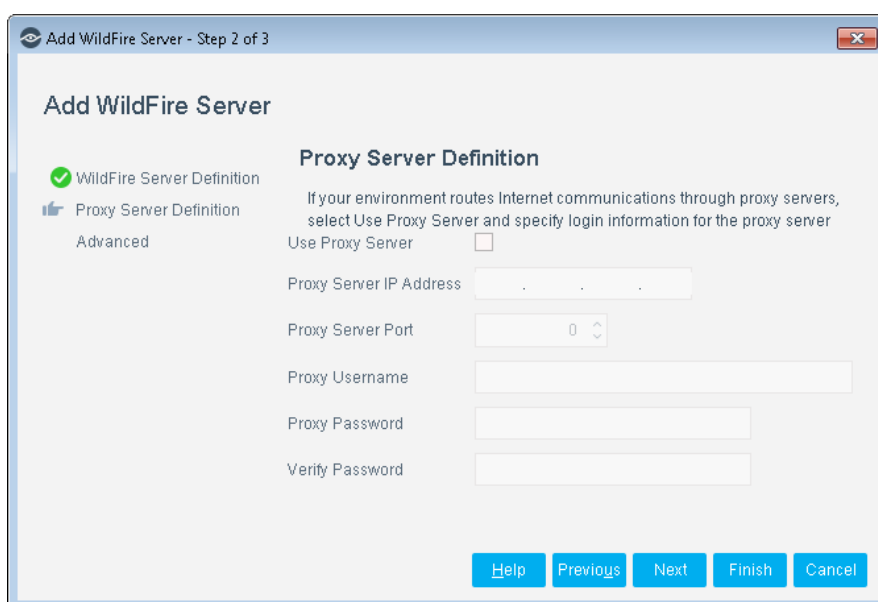 Add WildFire Server - Step 2 of 3
Add WildFire Server
WildFire Server Definition
Proxy Server Definition
Advanced
Proxy Server Definition
If your environment routes Internet communications through proxy servers,
select Use Proxy Server and specify login information for the proxy server
Use Proxy Server
Proxy Server IP Address . . .
Proxy Server Port 0
Proxy Username
Proxy Password
Verify Password
Help Previous Next Finish Cancel